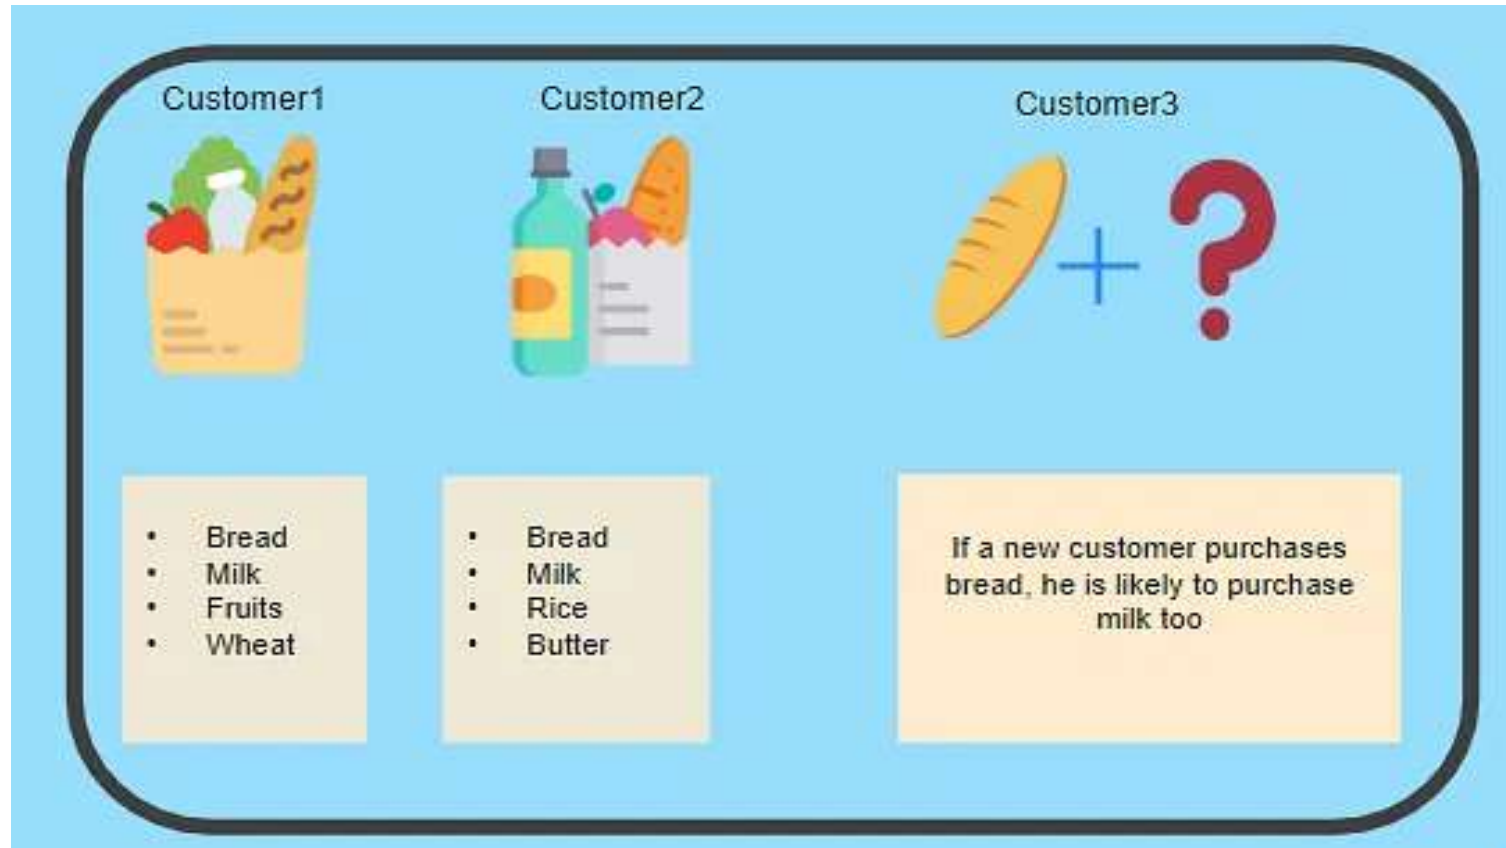 Customer1
Customer2
Customer3
• Bread
• Milk
• Fruits
• Wheat
• Bread
• Milk
• Rice
• Butter
If a new customer purchases
bread, he is likely to purchase
milk too